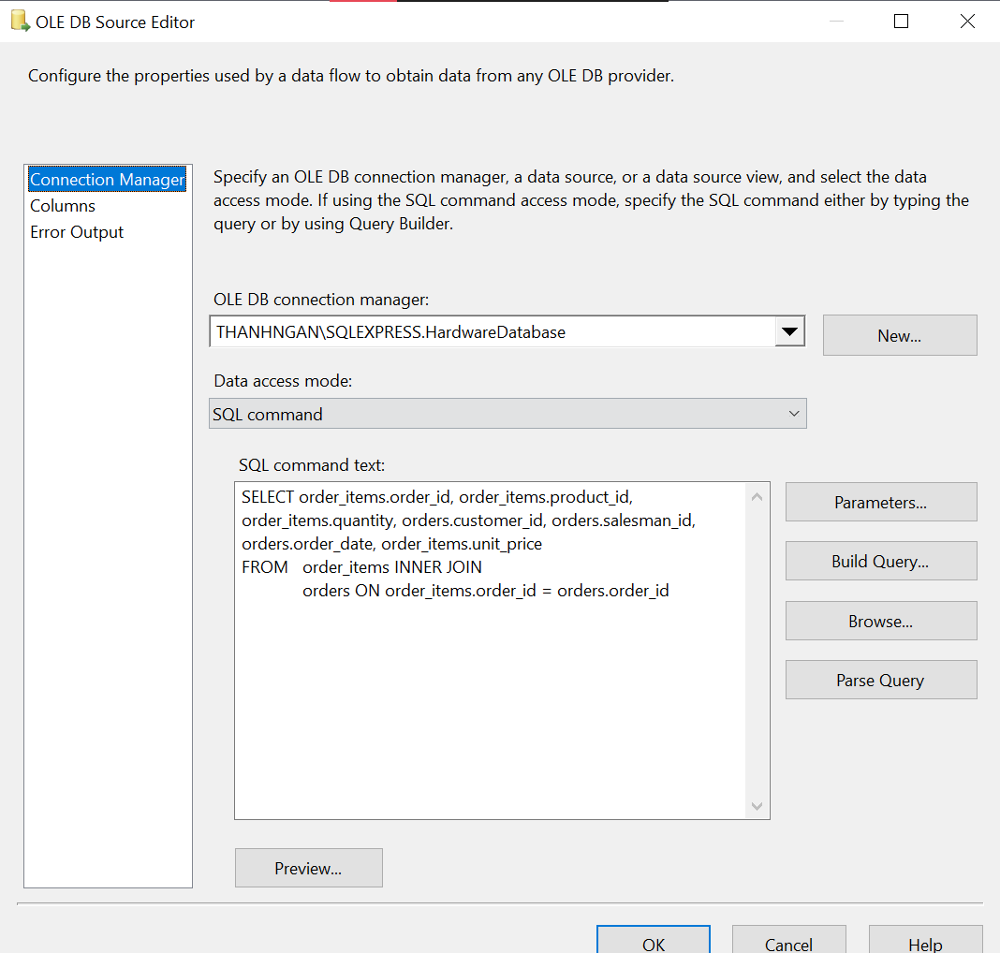 OLE DB Source Editor
Configure the properties used by a data flow to obtain data from any OLE DB provider.
Connection Manager
Columns
Error Output
Specify an OLE DB connection manager, a data source, or a data source view, and select the data
access mode. If using the SQL command access mode, specify the SQL command either by typing the
query or by using Query Builder.
OLE DB connection manager:
THANHNGAN\SQLEXPRESS.HardwareDatabase
New...
Data access mode:
SQL command
SQL command text:
SELECT order_items.order_id, order_items.product_id,
order_items.quantity, orders.customer_id, orders.salesman_id,
orders.order_date, order_items.unit_price
FROM order_items INNER JOIN
orders ON order_items.order_id = orders.order_id
Parameters...
Build Query...
Browse...
Parse Query
Preview...
OK
Cancel
Help